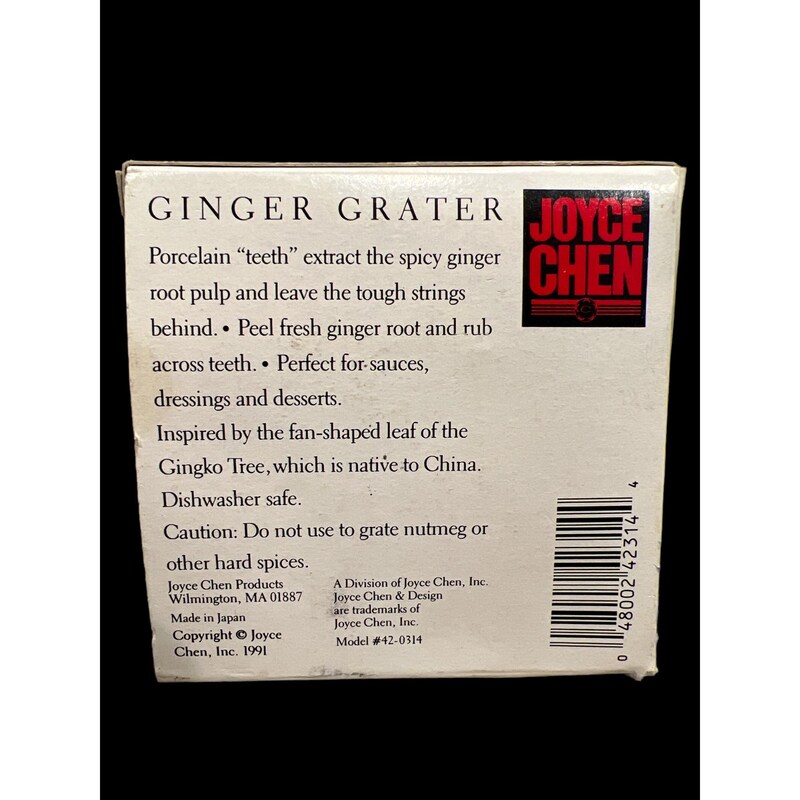 GINGER GRATER
JOYCE
CHEN
Porcelain “teeth” extract the spicy ginger
root pulp and leave the tough strings
behind. • Peel fresh ginger root and rub
across teeth. • Perfect for sauces,
dressings and desserts.
Inspired by the fan-shaped leaf of the
Gingko Tree, which is native to China.
Dishwasher safe.
Caution: Do not use to grate nutmeg or
other hard spices.
Joyce Chen Products
Wilmington, MA 01887
Made in Japan
Copyright © Joyce
Chen, Inc. 1991
A Division of Joyce Chen, Inc.
Joyce Chen & Design
are trademarks of
Joyce Chen, Inc.
Model #42-0314
0 48002 42314 4